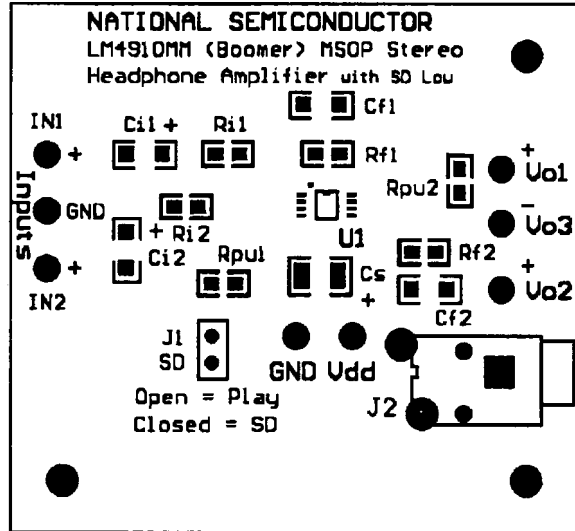 NATIONAL SEMICONDUCTOR
LM4910MM (Boomer) MSOP Stereo
Headphone Amplifier with SD Low
Cf1
IN1
Ci1 +
Ri1
+
Rf1
+
Vo1
Rpu2
Inputs
GND
-
Vo3
+
Ri2
U1
Ci2
Rpu1
Rf2
+
Cs
+
+
Vo2
IN2
Cf2
J1
SD
GND Vdd
Open = Play
Closed = SD
J2